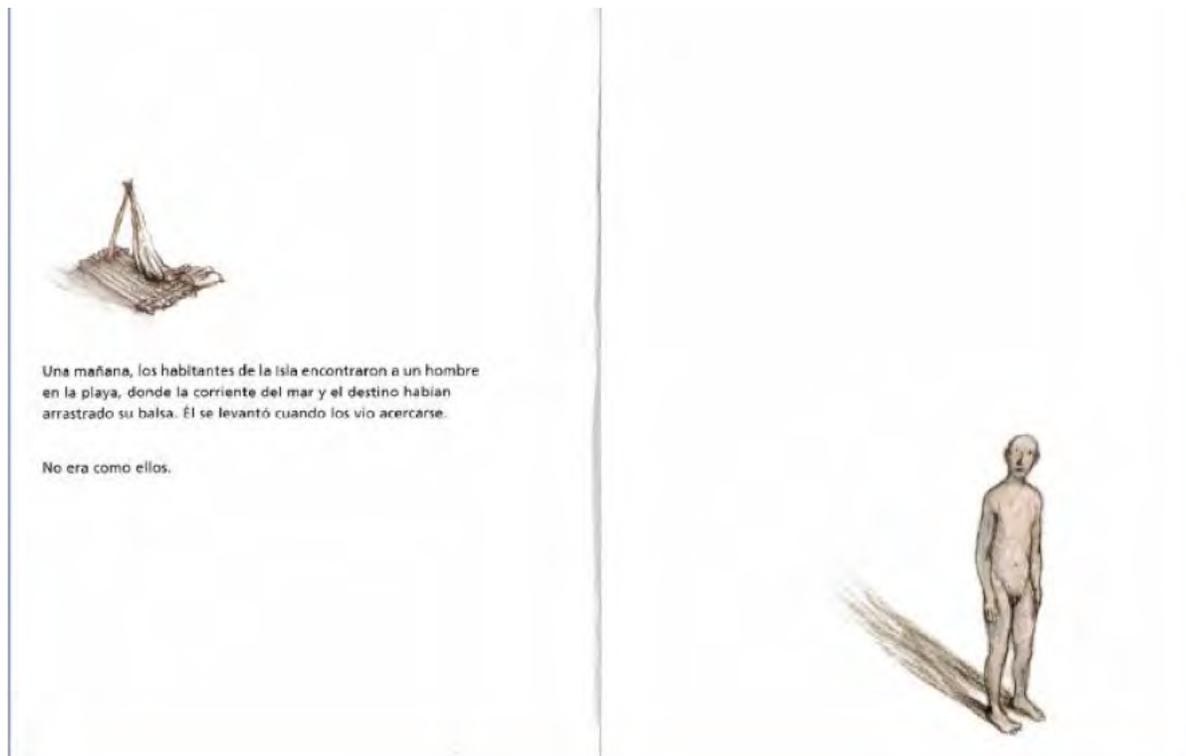 Una mañana, los habitantes de la Isla encontraron a un hombre
en la playa, donde la corriente del mar y el destino habían
arrastrado su balsa. Él se levantó cuando los vio acercarse.
No era como ellos.